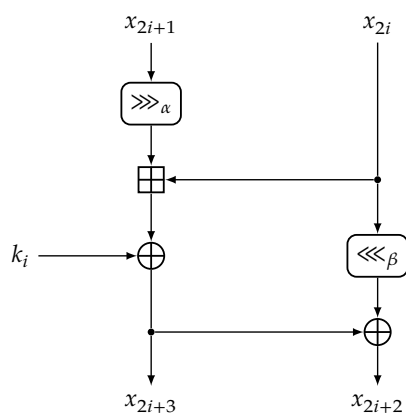 x_{2i+1} x_{2i}
⋙_α
k_i
⋘_β
x_{2i+3} x_{2i+2}